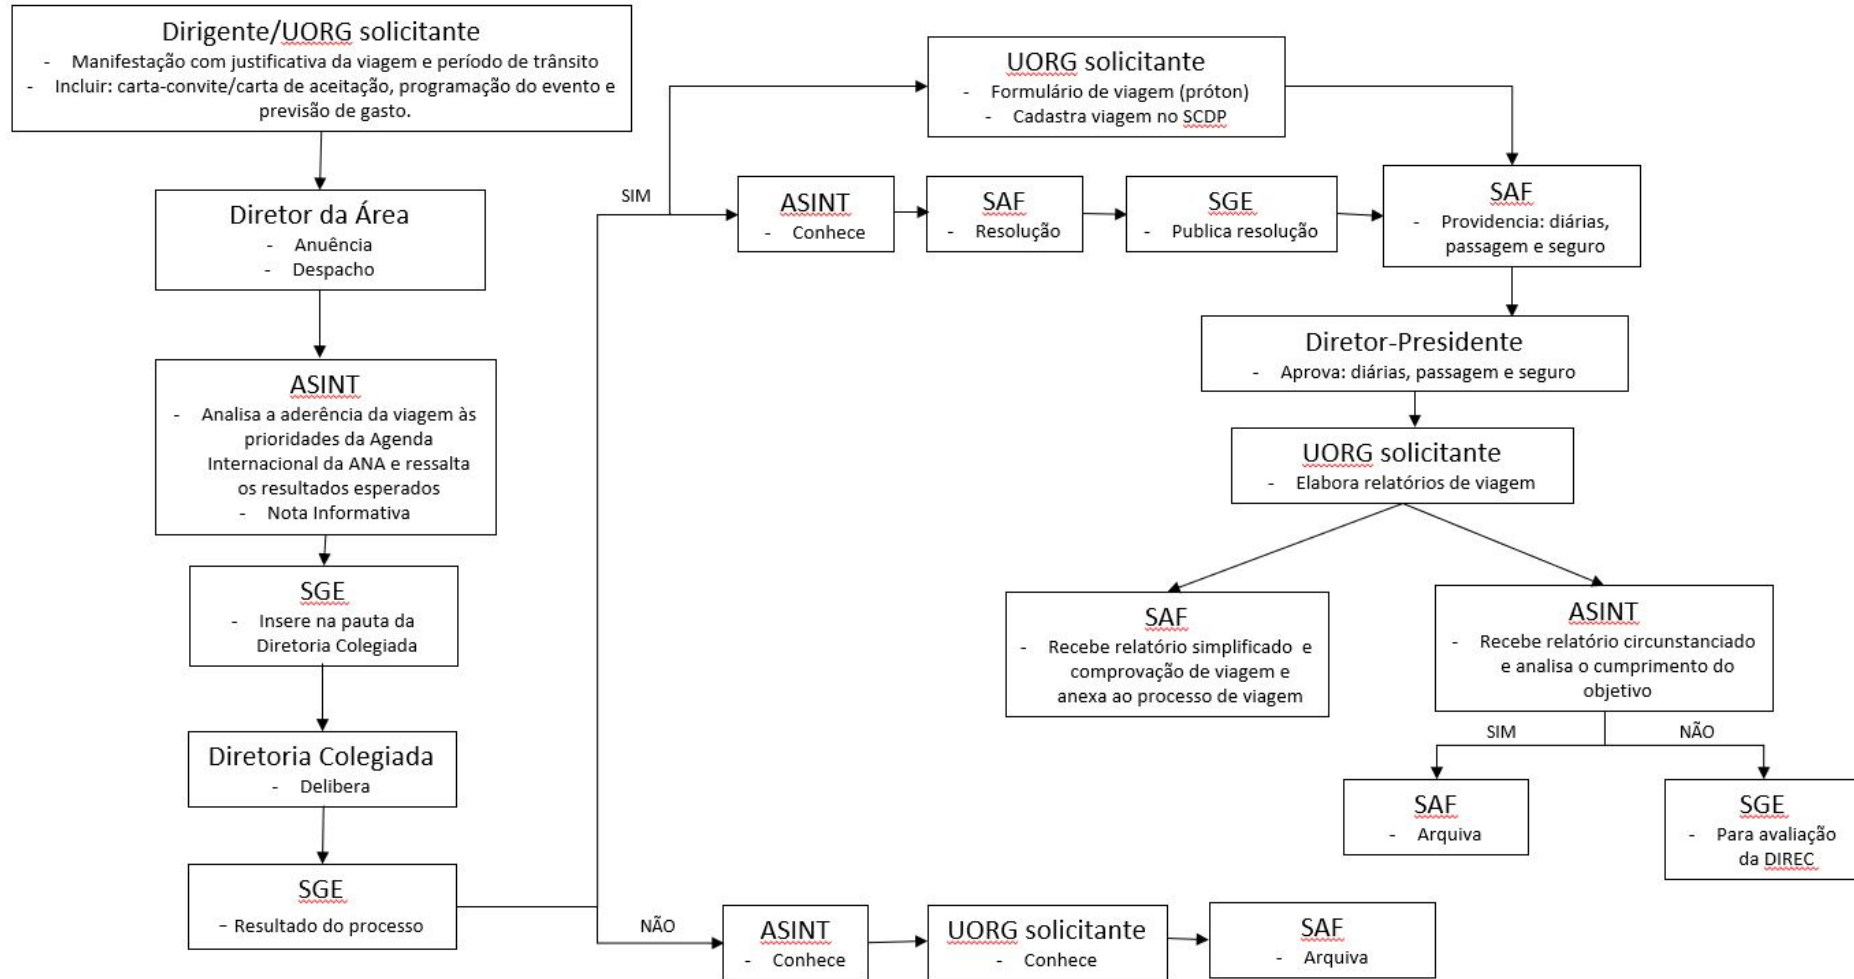 Dirigente/UORG solicitante
- Manifestação com justificativa da viagem e período de trânsito
- Incluir: carta-convite/carta de aceitação, programação do evento e
previsão de gasto.
Diretor da Área
- Anuência
- Despacho
ASINT
- Analisa a aderência da viagem às
prioridades da Agenda
Internacional da ANA e ressalta
os resultados esperados
- Nota Informativa
SGE
- Insere na pauta da
Diretoria Colegiada
Diretoria Colegiada
- Delibera
SGE
- Resultado do processo
SIM
UORG solicitante
- Formulário de viagem (próton)
- Cadastra viagem no SCDP
ASINT
- Conhece
SAF
- Resolução
SGE
- Publica resolução
SAF
- Providencia: diárias,
passagem e seguro
Diretor-Presidente
- Aprova: diárias, passagem e seguro
UORG solicitante
- Elabora relatórios de viagem
SAF
- Recebe relatório simplificado e
comprovação de viagem e
anexa ao processo de viagem
ASINT
- Recebe relatório circunstanciado
e analisa o cumprimento do
objetivo
SIM
NÃO
SAF
- Arquiva
SGE
- Para avaliação
da DIREC
NÃO
ASINT
- Conhece
UORG solicitante
- Conhece
SAF
- Arquiva